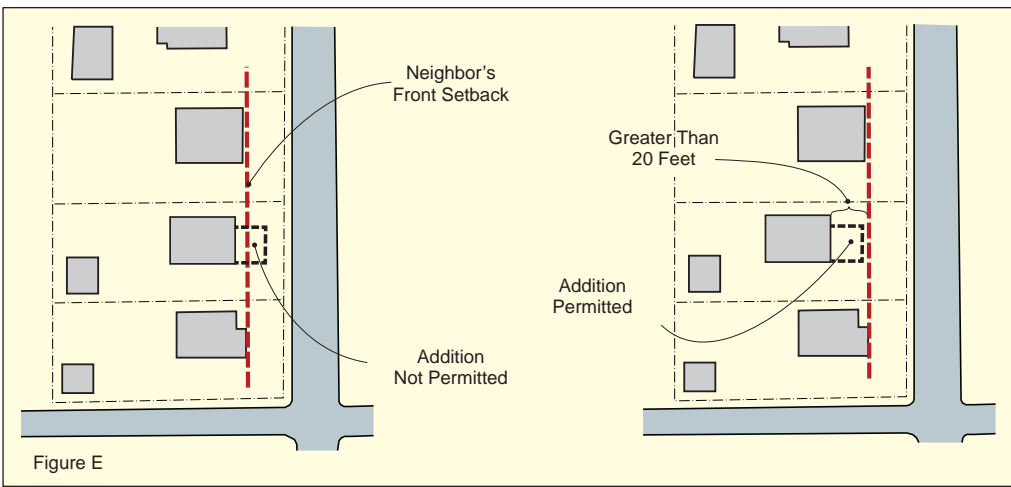 Neighbor's
Front Setback
Addition
Not Permitted
Greater Than
20 Feet
Addition
Permitted
Figure E